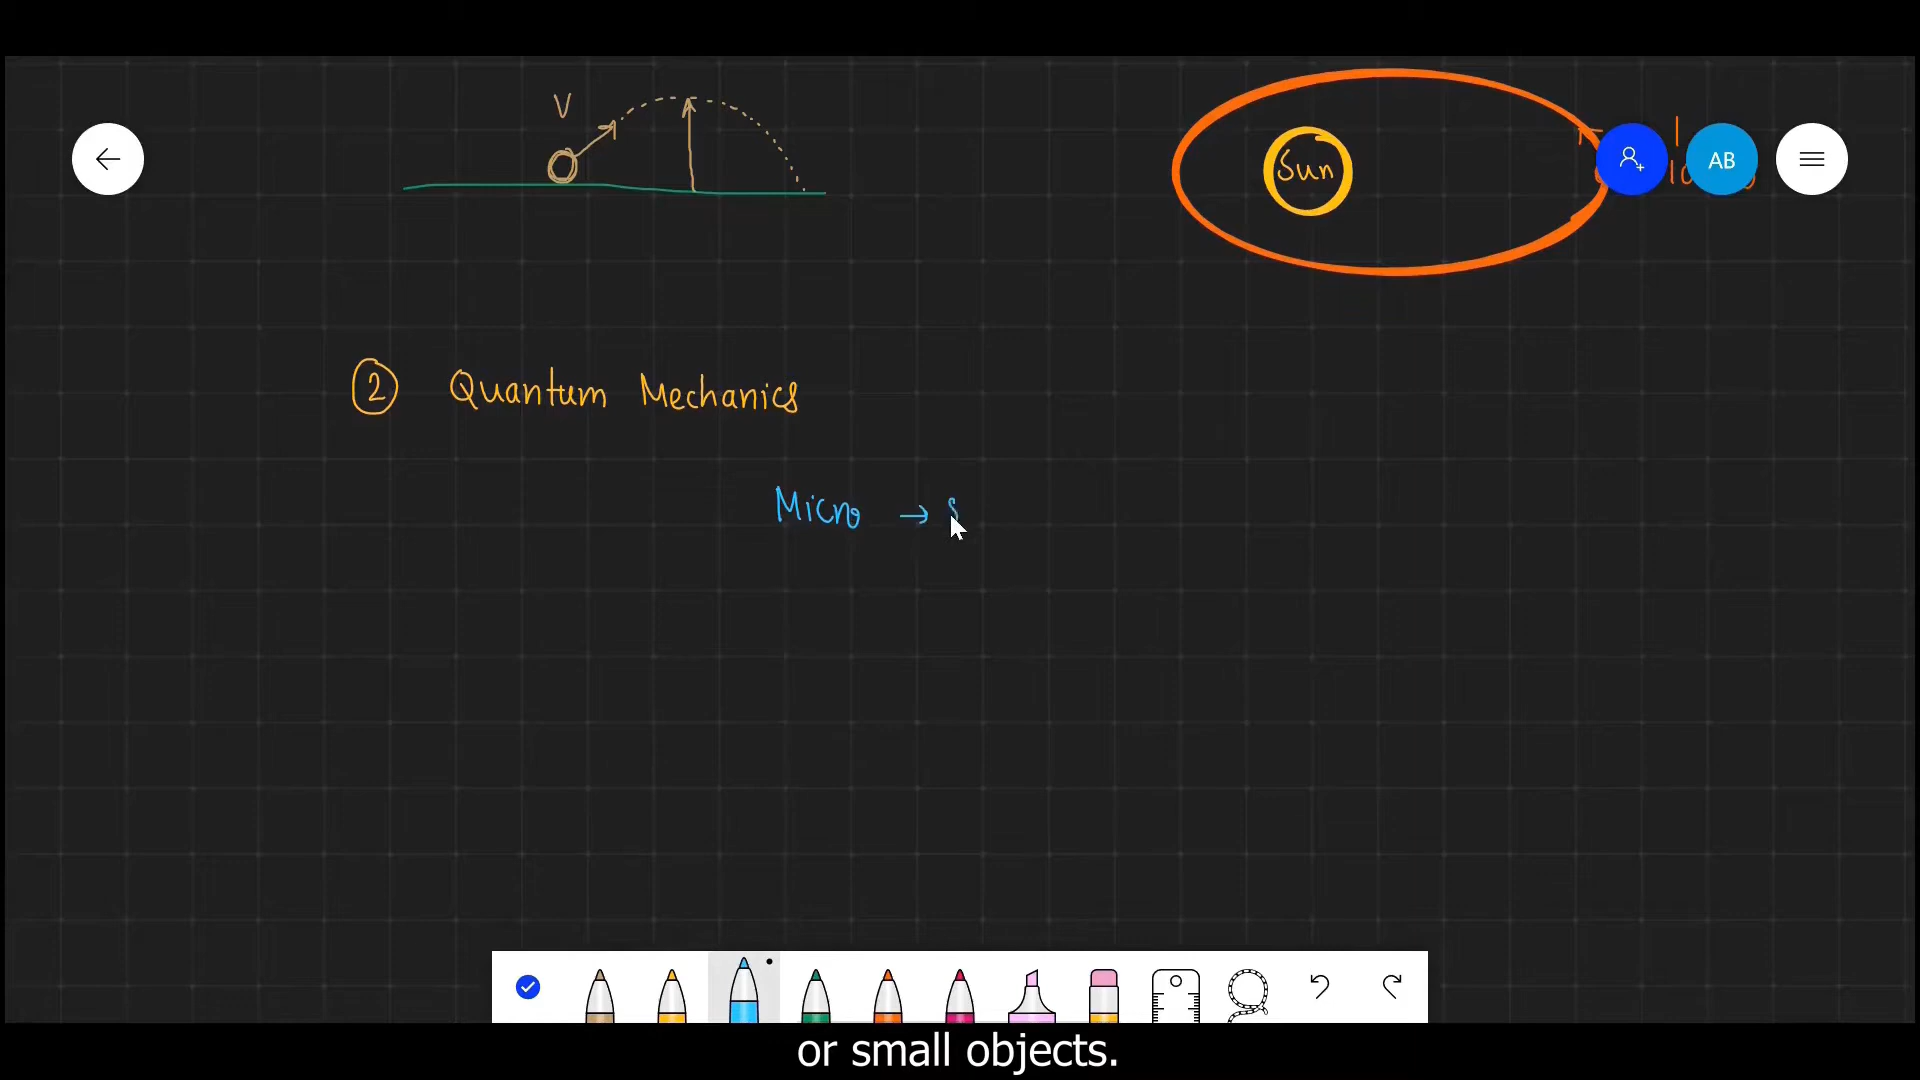 V
Sun
AB
② Quantum Mechanics
Micro → s
or small objects.